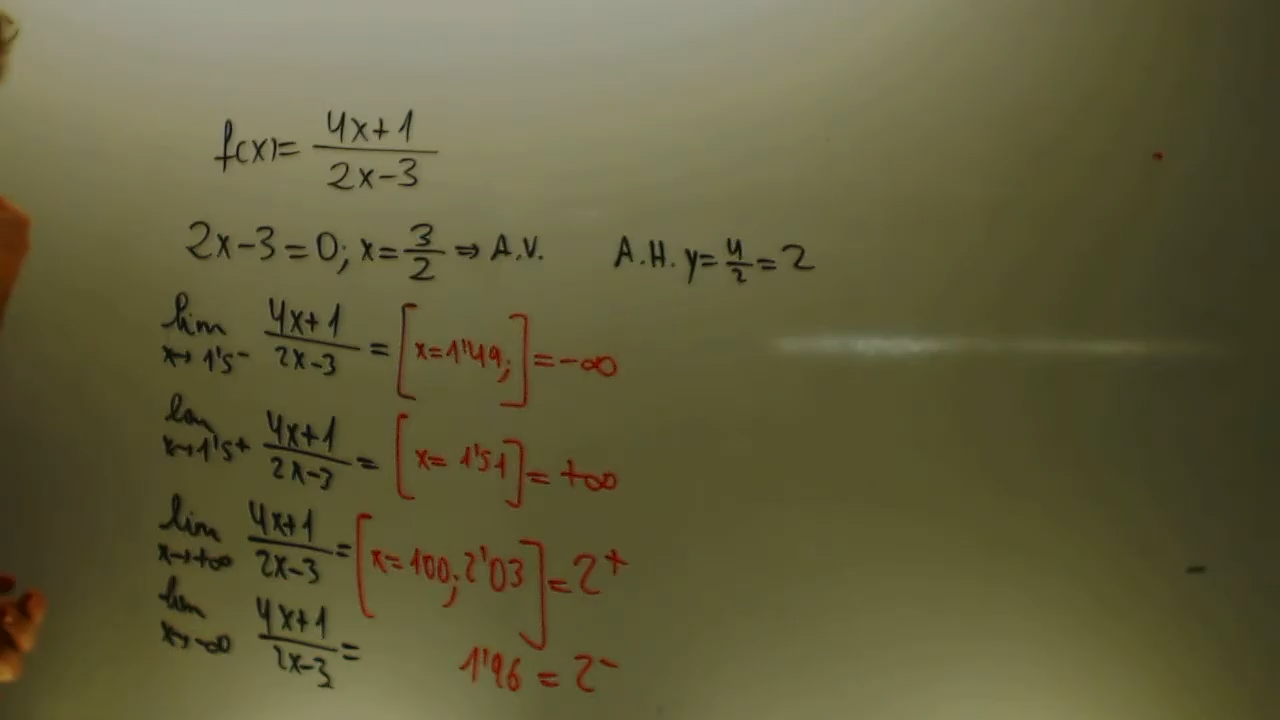 f(x)= 4x+1 / 2x-3
2x-3=0; x= 3/2 ⇒ A.V. A.H. y= 4/2 = 2
lim x→1'5- 4x+1 / 2x-3 = [x=1'49;] = -∞
lim x→1'5+ 4x+1 / 2x-3 = [x= 1'51] = +∞
lim x→+∞ 4x+1 / 2x-3 = [x=100; 2'03] = 2+
lim x→-∞ 4x+1 / 2x-3 = 1'96 = 2-